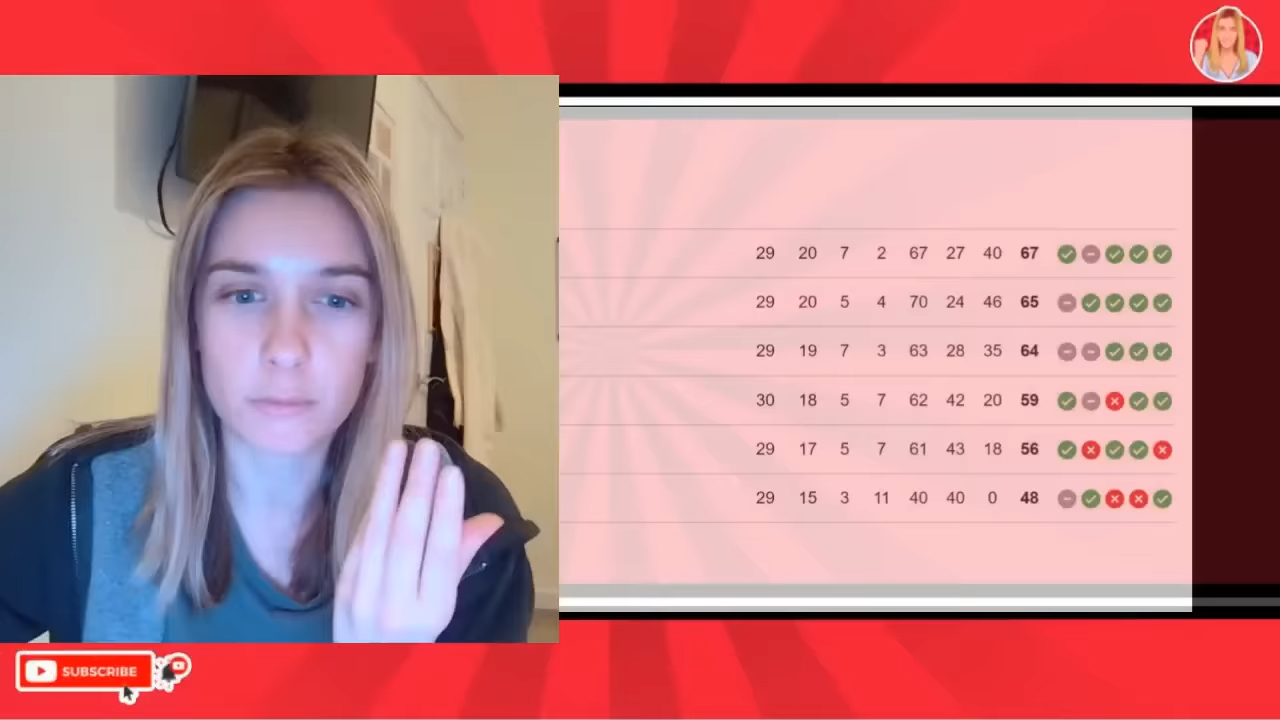 29 20 7 2 67 27 40 67
29 20 5 4 70 24 46 65
29 19 7 3 63 28 35 64
30 18 5 7 62 42 20 59
29 17 5 7 61 43 18 56
29 15 3 11 40 40 0 48
SUBSCRIBE